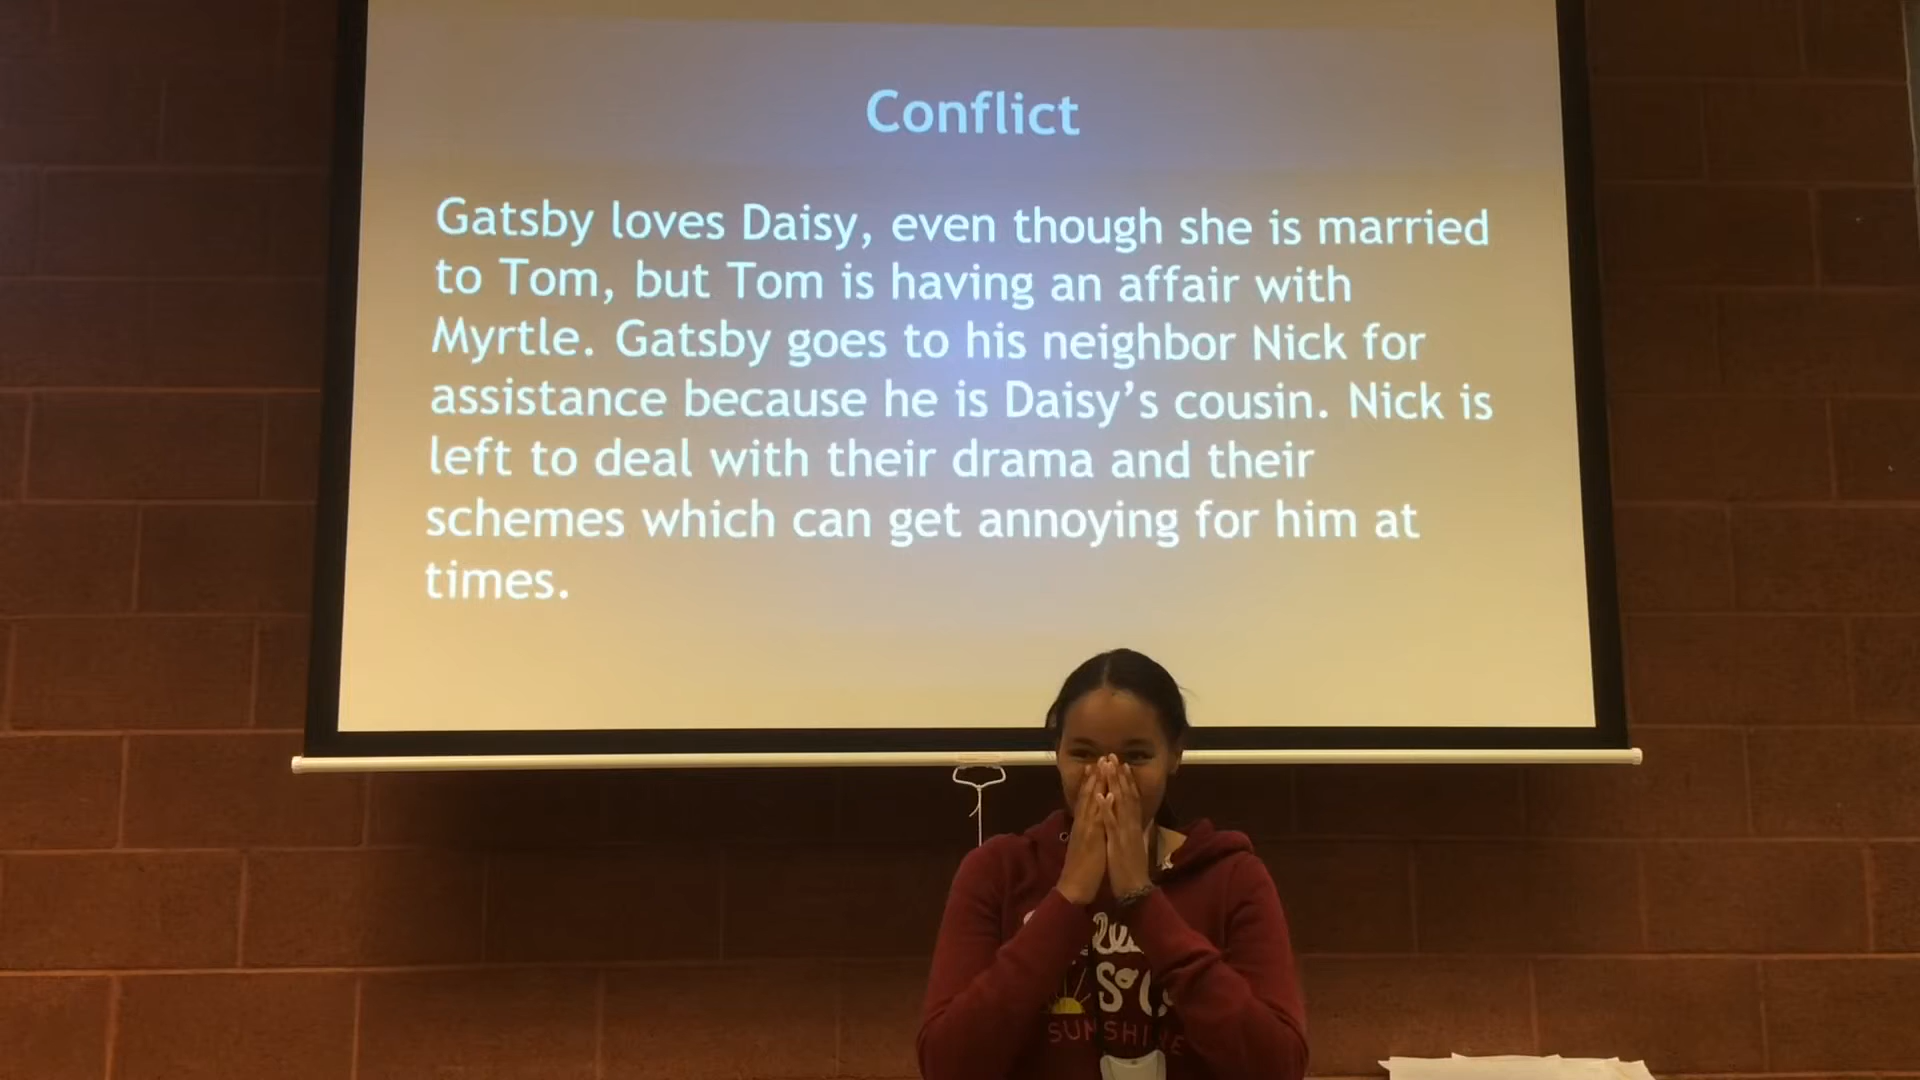 Conflict
Gatsby loves Daisy, even though she is married
to Tom, but Tom is having an affair with
Myrtle. Gatsby goes to his neighbor Nick for
assistance because he is Daisy’s cousin. Nick is
left to deal with their drama and their
schemes which can get annoying for him at
times.